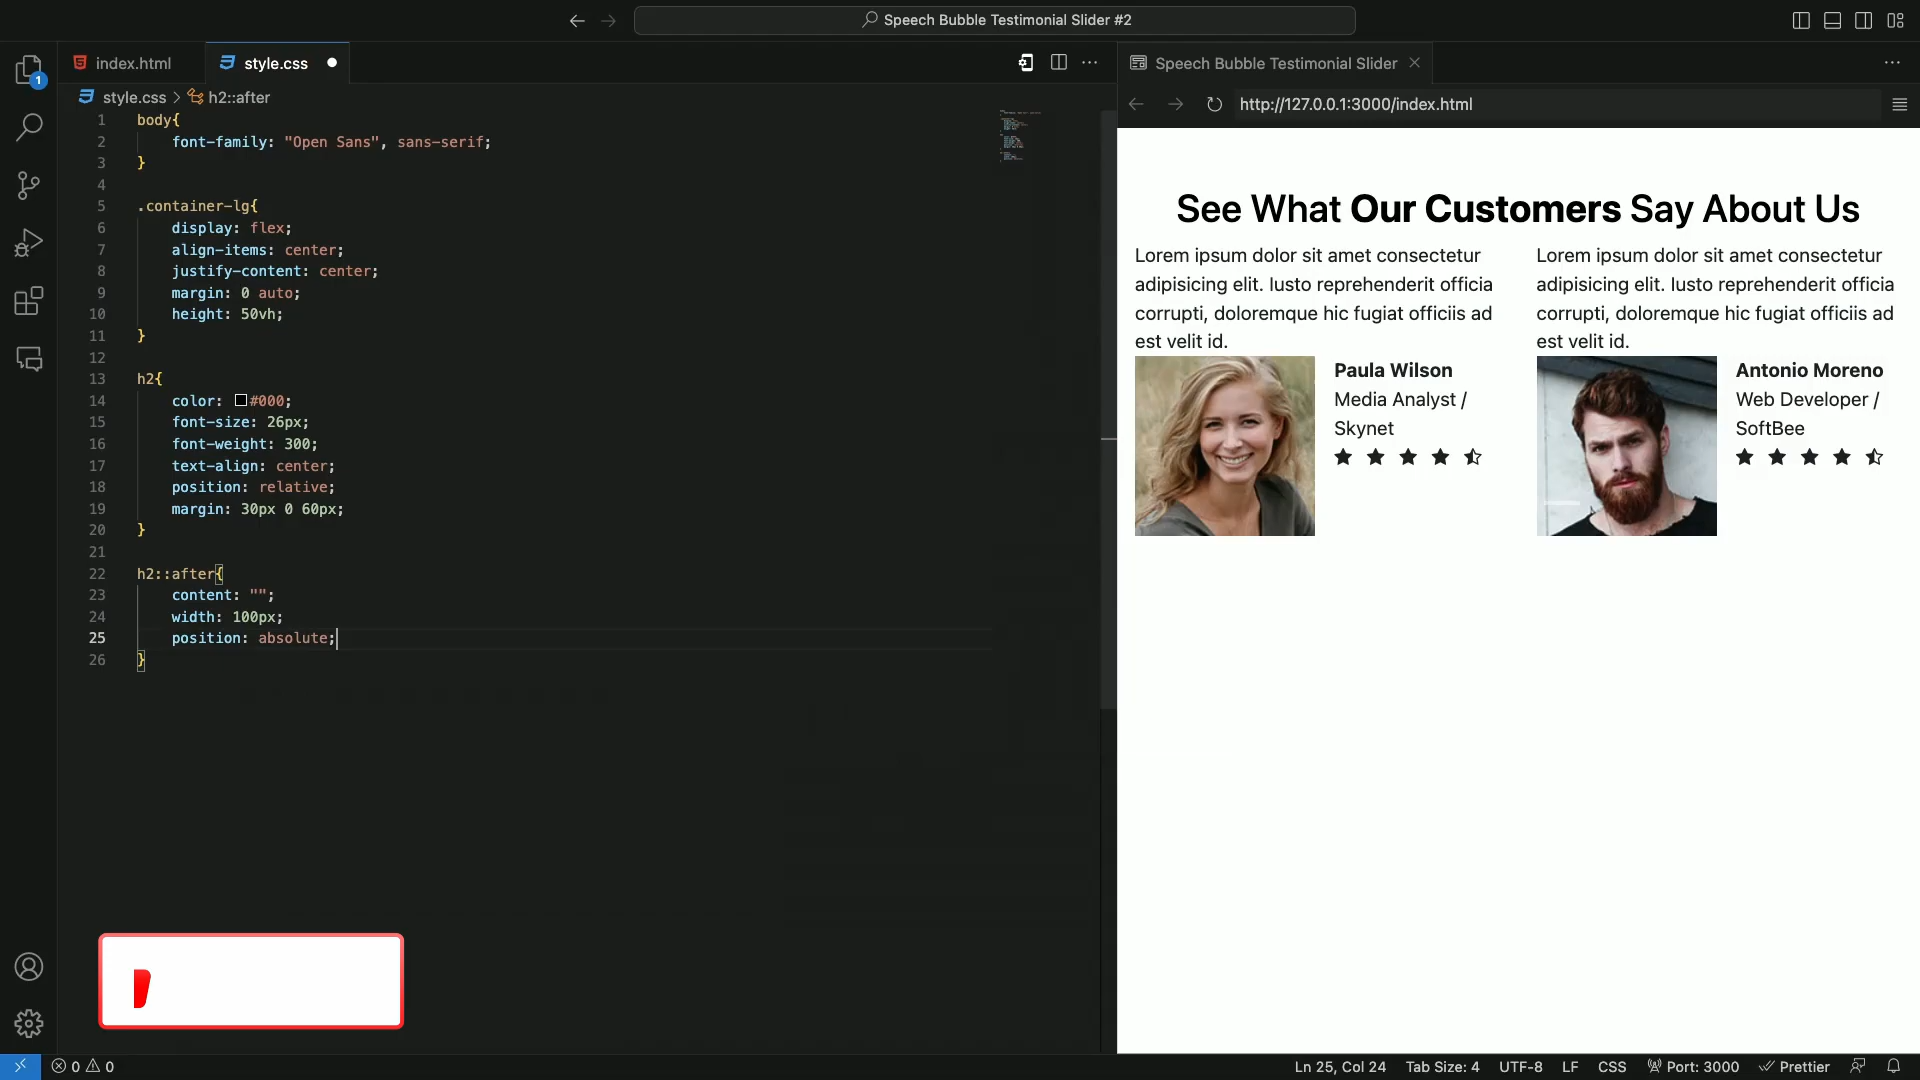 Speech Bubble Testimonial Slider #2
1
index.html
style.css
style.css > h2::after
1 body{
2 font-family: "Open Sans", sans-serif;
3 }
4
5 .container-lg{
6 display: flex;
7 align-items: center;
8 justify-content: center;
9 margin: 0 auto;
10 height: 50vh;
11 }
12
13 h2{
14 color: #000;
15 font-size: 26px;
16 font-weight: 300;
17 text-align: center;
18 position: relative;
19 margin: 30px 0 60px;
20 }
21
22 h2::after{
23 content: "";
24 width: 100px;
25 position: absolute;
26 }
Speech Bubble Testimonial Slider
http://127.0.0.1:3000/index.html
See What Our Customers Say About Us
Lorem ipsum dolor sit amet consectetur
adipisicing elit. Iusto reprehenderit officia
corrupti, doloremque hic fugiat officiis ad
est velit id.
Paula Wilson
Media Analyst /
Skynet
Lorem ipsum dolor sit amet consectetur
adipisicing elit. Iusto reprehenderit officia
corrupti, doloremque hic fugiat officiis ad
est velit id.
Antonio Moreno
Web Developer /
SoftBee
0 0
Ln 25, Col 24 Tab Size: 4 UTF-8 LF CSS Port: 3000 Prettier